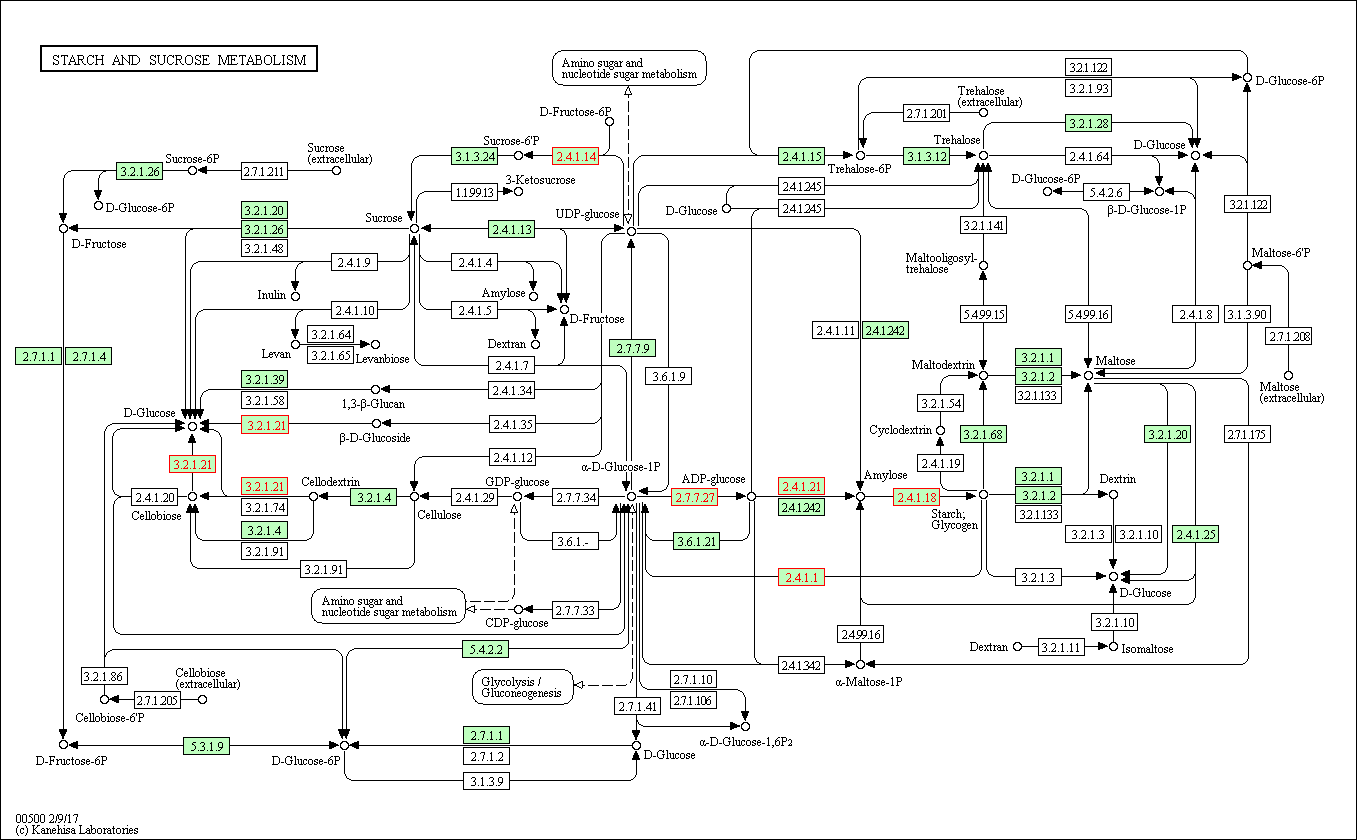 STARCH AND SUCROSE METABOLISM
Amino sugar and
nucleotide sugar metabolism
3.2.1.122
D-Glucose-6P
3.2.1.93
D-Fructose-6P
Trehalose
(extracellular)
2.7.1.201
3.2.1.28
Sucrose-6'P
Trehalose
D-Glucose
Sucrose
(extracellular)
Sucrose-6P
3.1.3.24
2.4.1.14
2.4.1.15
3.1.3.12
2.4.1.64
3.2.1.26
2.7.1.211
Trehalose-6P
3-Ketosucrose
1.1.99.13
2.4.1.245
D-Glucose-6P
5.4.2.6
D-Glucose-6P
3.2.1.20
Sucrose
UDP-glucose
D-Glucose
2.4.1.245
β-D-Glucose-1P
3.2.1.122
D-Fructose
3.2.1.26
2.4.1.13
3.2.1.141
3.2.1.48
Maltose-6'P
2.4.1.9
2.4.1.4
Maltooligosyl-
trehalose
Inulin
Amylose
2.4.1.10
2.4.1.5
D-Fructose
5.4.99.15
5.4.99.16
2.4.1.8
3.1.3.90
3.2.1.64
2.4.1.11
2.4.1.242
2.7.1.208
Levan
3.2.1.65
Levanbiose
Dextran
2.7.7.9
2.7.1.1
2.7.1.4
2.4.1.7
Maltodextrin
3.2.1.1
Maltose
3.6.1.9
3.2.1.2
3.2.1.39
2.4.1.34
3.2.1.133
Maltose
(extracellular)
3.2.1.58
1,3-β-Glucan
3.2.1.54
D-Glucose
3.2.1.21
2.4.1.35
Cyclodextrin
3.2.1.68
3.2.1.20
2.7.1.175
β-D-Glucoside
3.2.1.21
2.4.1.12
2.4.1.19
α-D-Glucose-1P
Cellodextrin
GDP-glucose
ADP-glucose
Amylose
3.2.1.1
Dextrin
3.2.1.21
2.4.1.21
2.4.1.20
3.2.1.4
2.4.1.29
2.7.7.34
2.7.7.27
2.4.1.18
3.2.1.2
3.2.1.74
2.4.1.242
3.2.1.133
Cellobiose
Cellulose
Starch;
Glycogen
3.2.1.4
3.6.1.-
3.6.1.21
3.2.1.3
3.2.1.10
2.4.1.25
3.2.1.91
3.2.1.91
2.4.1.1
3.2.1.3
D-Glucose
Amino sugar and
nucleotide sugar metabolism
2.7.7.33
CDP-glucose
3.2.1.10
2.4.99.16
5.4.2.2
Dextran
3.2.1.11
Isomaltose
2.4.1.342
3.2.1.86
Cellobiose
(extracellular)
Glycolysis /
Gluconeogenesis
2.7.1.10
α-Maltose-1P
2.7.1.205
2.7.1.41
2.7.1.106
Cellobiose-6'P
2.7.1.1
α-D-Glucose-1,6P2
5.3.1.9
2.7.1.2
D-Glucose
D-Fructose-6P
D-Glucose-6P
3.1.3.9
00500 2/9/17
(c) Kanehisa Laboratories